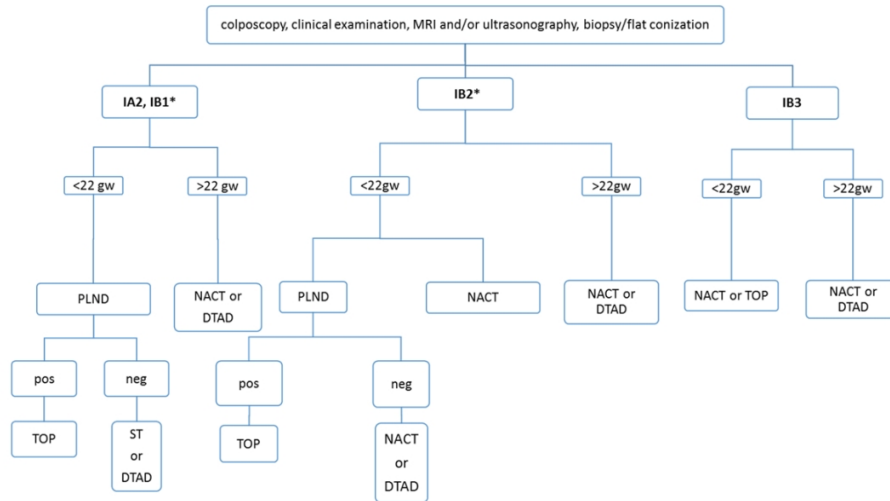 colposcopy, clinical examination, MRI and/or ultrasonography, biopsy/flat conization
IA2, IB1*
IB2*
IB3
<22 gw
>22 gw
<22gw
>22gw
<22gw
>22gw
PLND
NACT or
DTAD
PLND
NACT
NACT or
DTAD
NACT or TOP
NACT or
DTAD
pos
neg
pos
neg
TOP
ST
or
DTAD
TOP
NACT
or
DTAD